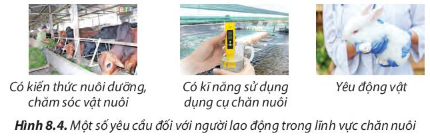 Có kiến thức nuôi dưỡng,
chăm sóc vật nuôi
Có kĩ năng sử dụng
dụng cụ chăn nuôi
Yêu động vật
Hình 8.4. Một số yêu cầu đối với người lao động trong lĩnh vực chăn nuôi